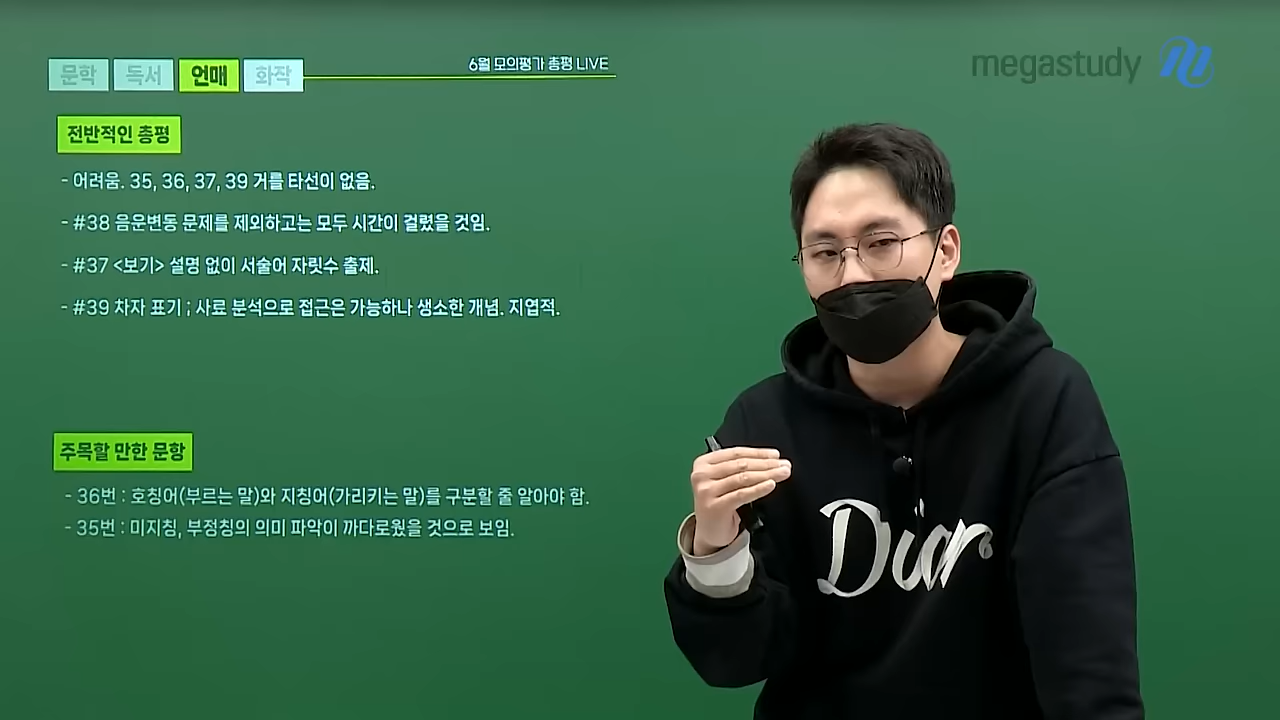 문학 독서 언매 화작
6월 모의평가 총평 LIVE
megastudy
전반적인 총평
- 어려움. 35, 36, 37, 39 거를 타선이 없음.
- #38 음운변동 문제를 제외하고는 모두 시간이 걸렸을 것임.
- #37 <보기> 설명 없이 서술어 자릿수 출제.
- #39 차자 표기 ; 사료 분석으로 접근은 가능하나 생소한 개념. 지엽적.
주목할 만한 문항
- 36번 : 호칭어(부르는 말)와 지칭어(가리키는 말)를 구분할 줄 알아야 함.
- 35번 : 미지칭, 부정칭의 의미 파악이 까다로웠을 것으로 보임.
Dior